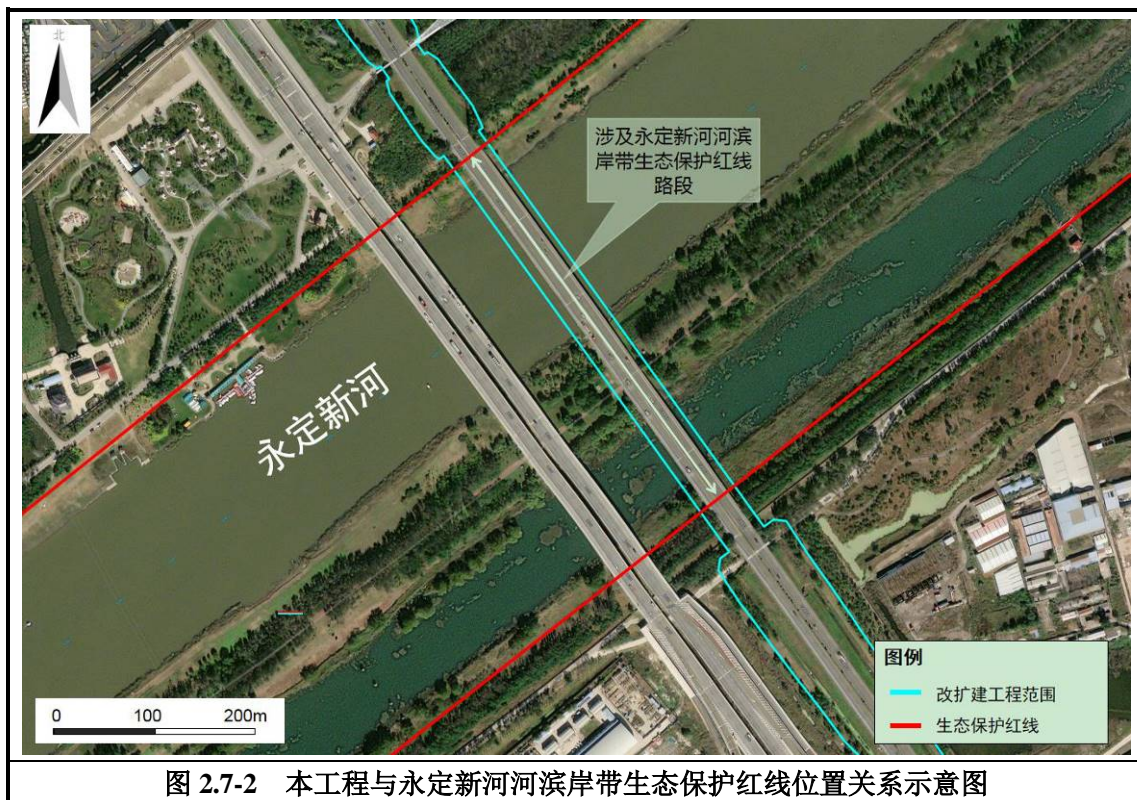 北
涉及永定新河河滨
岸带生态保护红线
路段
永定新河
图例
改扩建工程范围
生态保护红线
0 100 200m
图 2.7-2 本工程与永定新河河滨岸带生态保护红线位置关系示意图